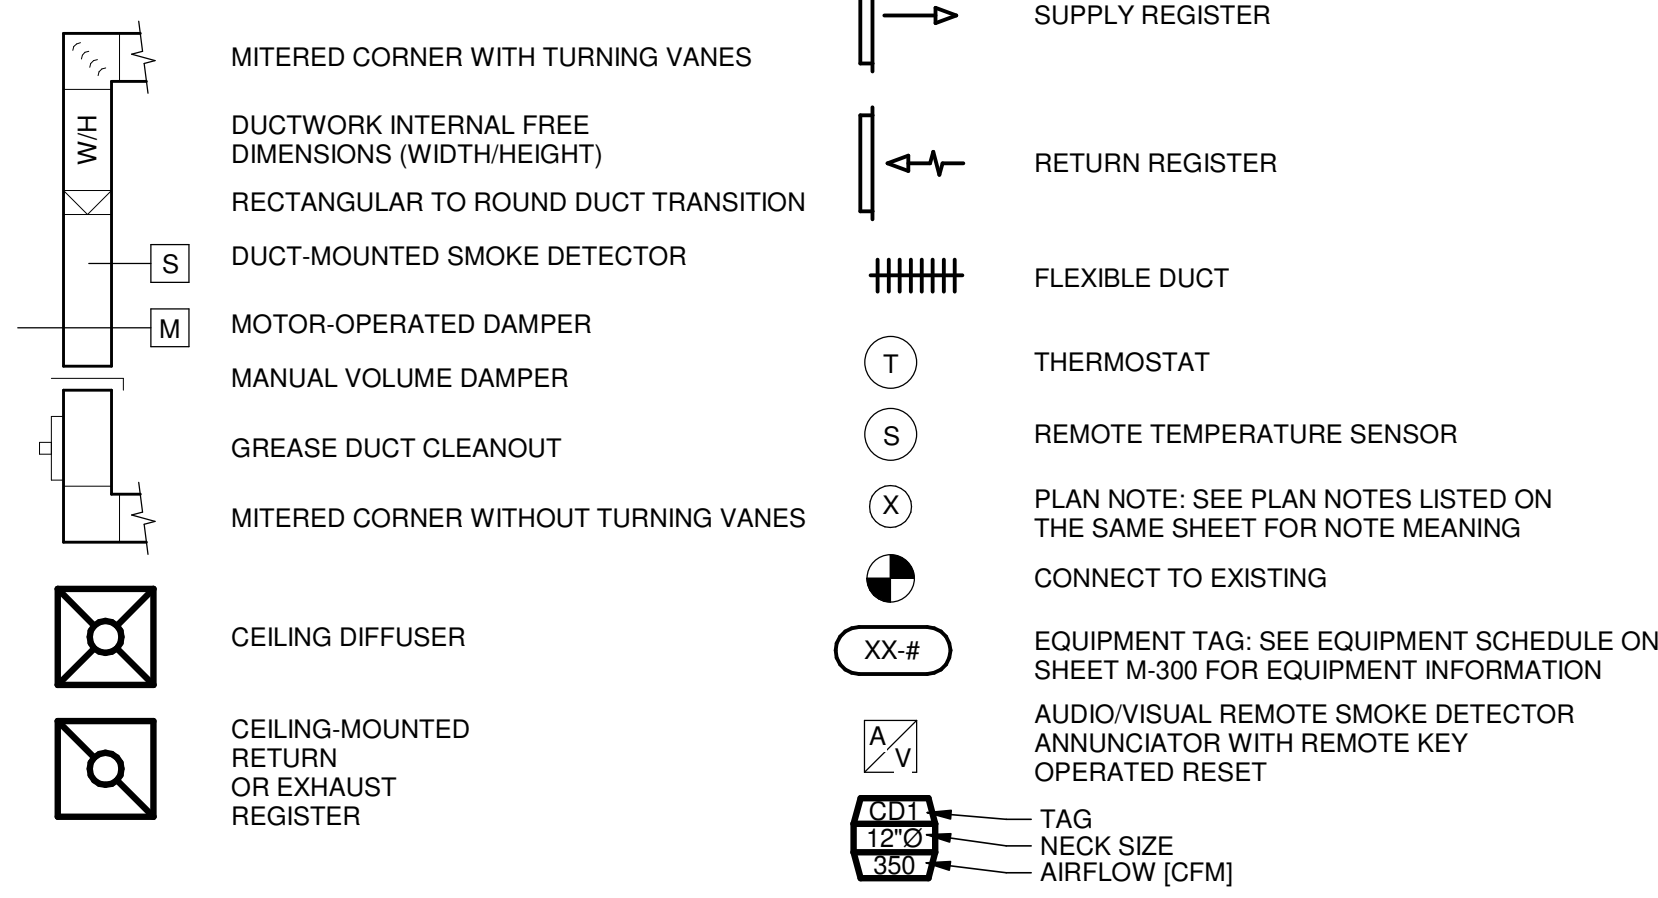 MITERED CORNER WITH TURNING VANES
W/H
DUCTWORK INTERNAL FREE
DIMENSIONS (WIDTH/HEIGHT)
RECTANGULAR TO ROUND DUCT TRANSITION
S
DUCT-MOUNTED SMOKE DETECTOR
M
MOTOR-OPERATED DAMPER
MANUAL VOLUME DAMPER
GREASE DUCT CLEANOUT
MITERED CORNER WITHOUT TURNING VANES
CEILING DIFFUSER
CEILING-MOUNTED
RETURN
OR EXHAUST
REGISTER
SUPPLY REGISTER
RETURN REGISTER
FLEXIBLE DUCT
T
THERMOSTAT
S
REMOTE TEMPERATURE SENSOR
X
PLAN NOTE: SEE PLAN NOTES LISTED ON
THE SAME SHEET FOR NOTE MEANING
CONNECT TO EXISTING
XX-#
EQUIPMENT TAG: SEE EQUIPMENT SCHEDULE ON
SHEET M-300 FOR EQUIPMENT INFORMATION
A/V
AUDIO/VISUAL REMOTE SMOKE DETECTOR
ANNUNCIATOR WITH REMOTE KEY
OPERATED RESET
CD1
TAG
12"Ø
NECK SIZE
350
AIRFLOW [CFM]